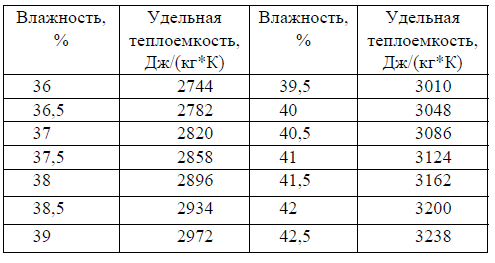 Влажность, % Удельная теплоемкость, Дж/(кг*К) Влажность, % Удельная теплоемкость, Дж/(кг*К)
36 2744 39,5 3010
36,5 2782 40 3048
37 2820 40,5 3086
37,5 2858 41 3124
38 2896 41,5 3162
38,5 2934 42 3200
39 2972 42,5 3238